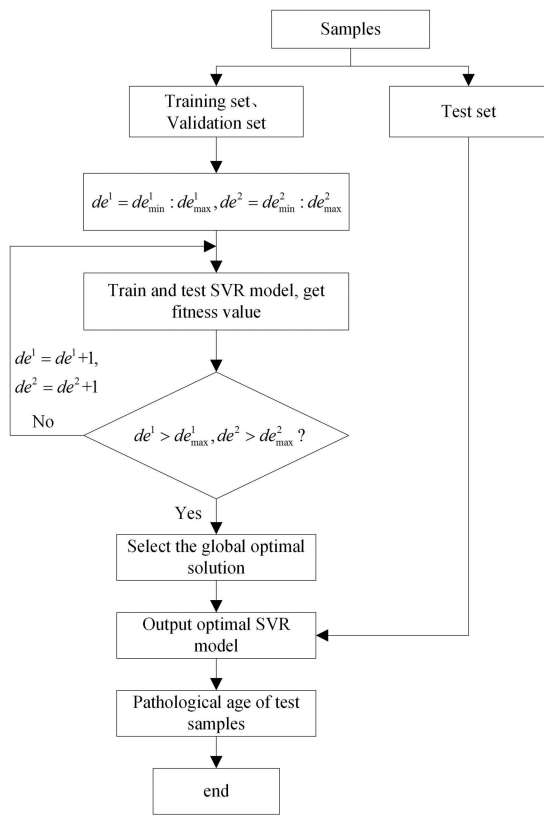 Samples
Training set、
Validation set
Test set
de¹ = de¹min : de¹max, de² = de²min : de²max
Train and test SVR model, get
fitness value
de¹ = de¹+1,
de² = de²+1
No
de¹ > de¹max, de² > de²max ?
Yes
Select the global optimal
solution
Output optimal SVR
model
Pathological age of test
samples
end